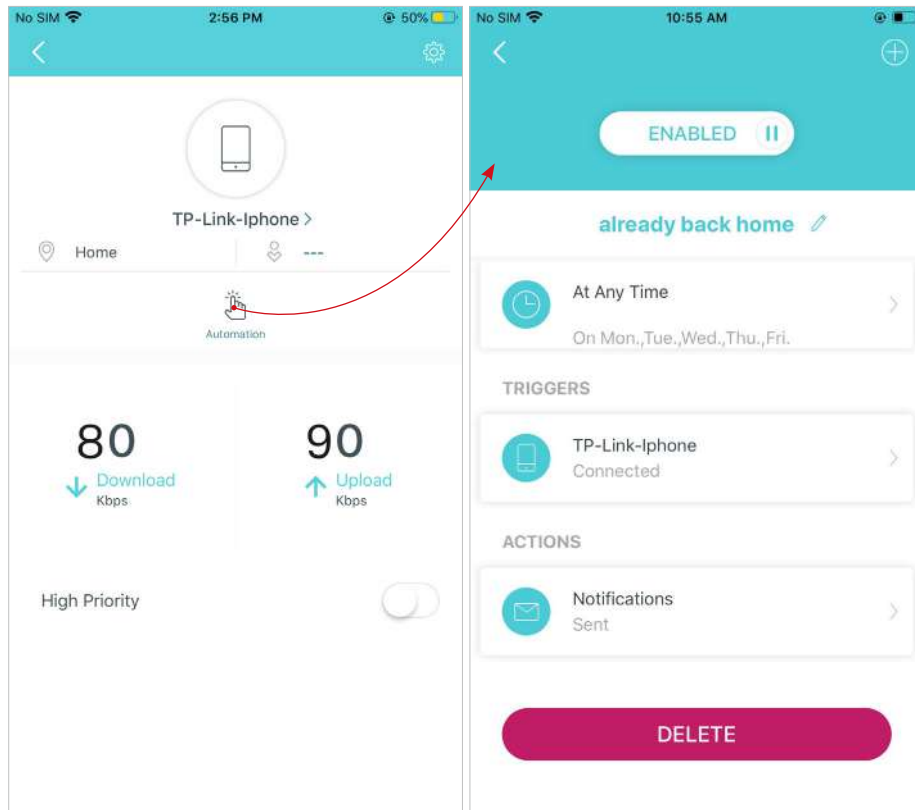 No SIM 2:56 PM 50%
TP-Link-Iphone >
Home ---
Automation
80
Download
Kbps
90
Upload
Kbps
High Priority
No SIM 10:55 AM
ENABLED
already back home
At Any Time
On Mon.,Tue.,Wed.,Thu.,Fri.
TRIGGERS
TP-Link-Iphone
Connected
ACTIONS
Notifications
Sent
DELETE